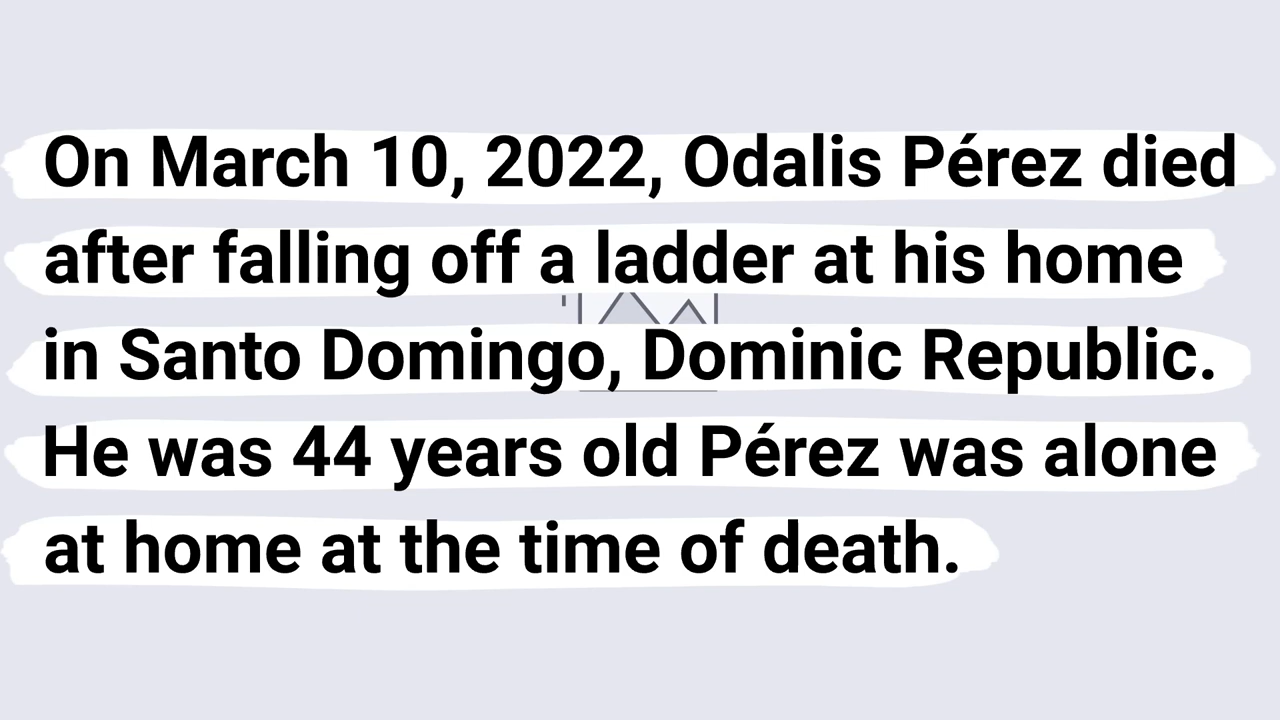 On March 10, 2022, Odalis Pérez died
after falling off a ladder at his home
in Santo Domingo, Dominic Republic.
He was 44 years old Pérez was alone
at home at the time of death.